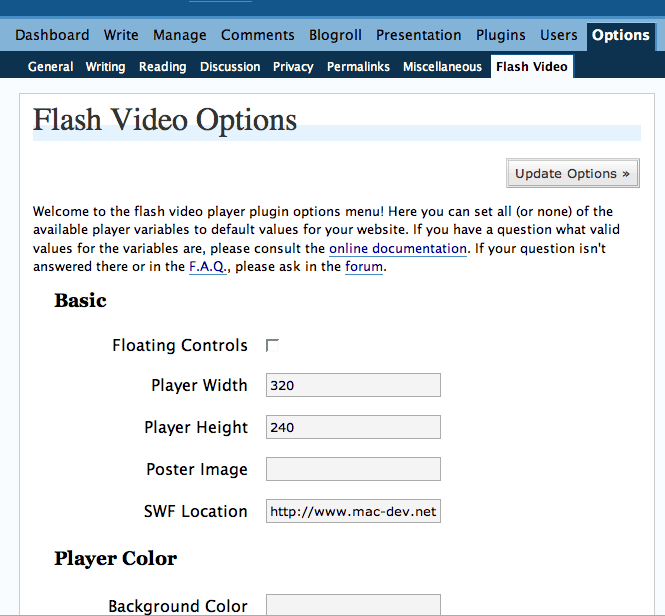 Dashboard Write Manage Comments Blogroll Presentation Plugins Users Options
General Writing Reading Discussion Privacy Permalinks Miscellaneous Flash Video
Flash Video Options
Update Options »
Welcome to the flash video player plugin options menu! Here you can set all (or none) of the
available player variables to default values for your website. If you have a question what valid
values for the variables are, please consult the online documentation. If your question isn't
answered there or in the F.A.Q., please ask in the forum.
Basic
Floating Controls
Player Width 320
Player Height 240
Poster Image
SWF Location http://www.mac-dev.net
Player Color
Background Color